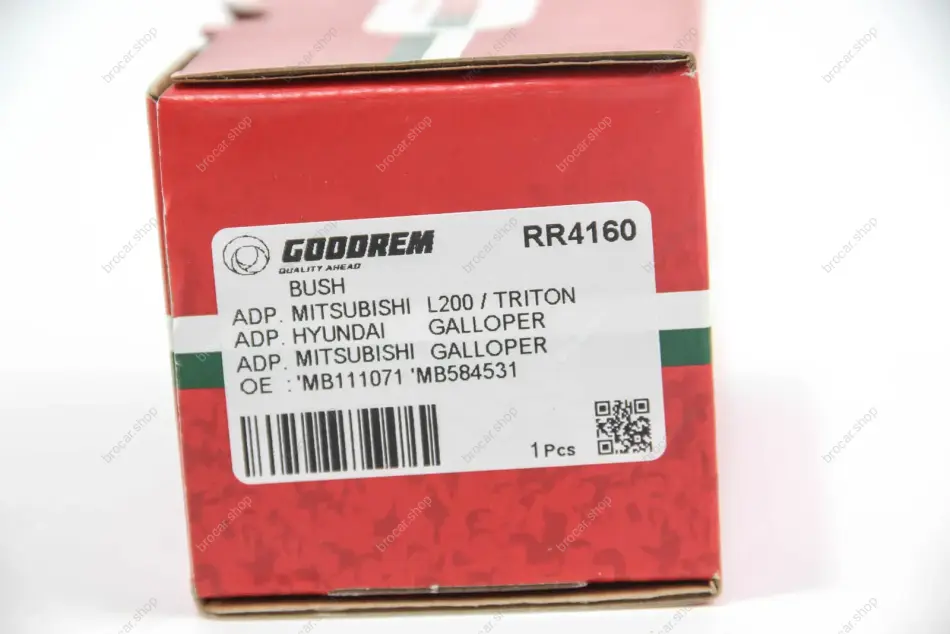 GOODREM
RR4160
QUALITY AHEAD
BUSH
ADP. MITSUBISHI L200 / TRITON
ADP. HYUNDAI GALLOPER
ADP. MITSUBISHI GALLOPER
OE : 'MB111071 'MB584531
1 Pcs
brocar.shop